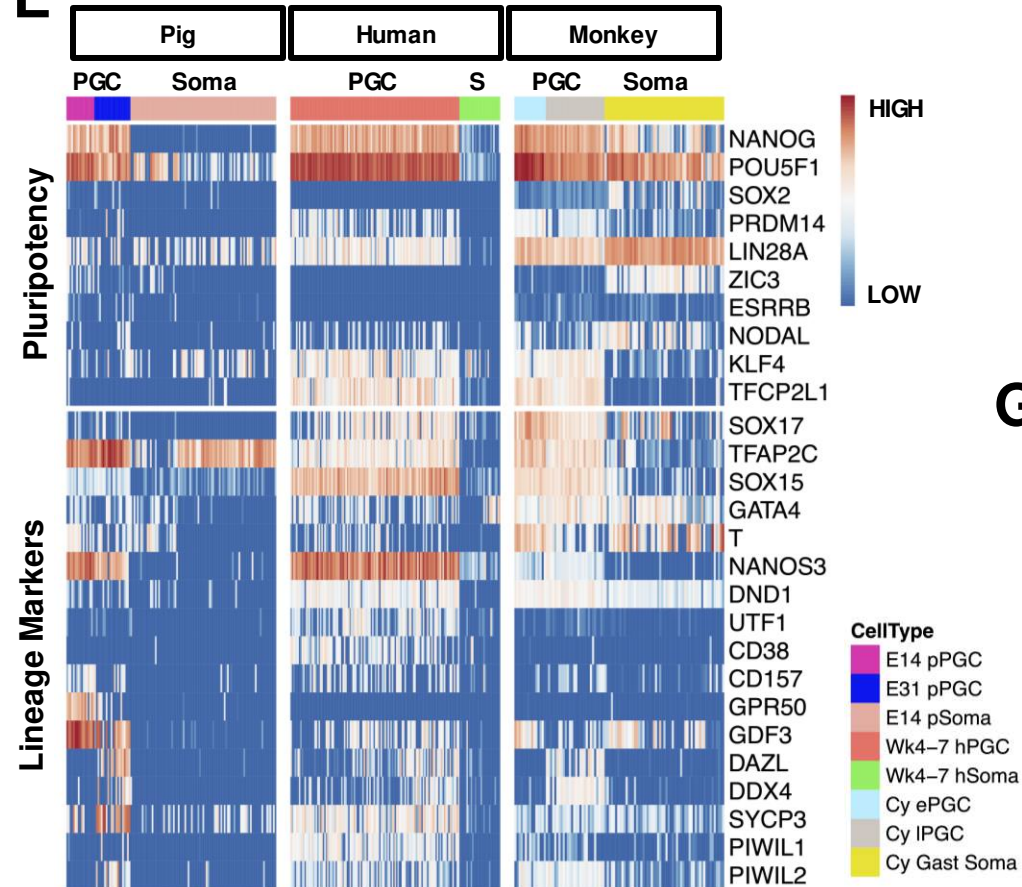 Pig Human Monkey
PGC Soma PGC S PGC Soma
HIGH
LOW
Pluripotency
NANOG
POU5F1
SOX2
PRDM14
LIN28A
ZIC3
ESRRB
NODAL
KLF4
TFCP2L1
Lineage Markers
SOX17
TFAP2C
SOX15
GATA4
T
NANOS3
DND1
UTF1
CD38
CD157
GPR50
GDF3
DAZL
DDX4
SYCP3
PIWIL1
PIWIL2
CellType
E14 pPGC
E31 pPGC
E14 pSoma
Wk4–7 hPGC
Wk4–7 hSoma
Cy ePGC
Cy lPGC
Cy Gast Soma